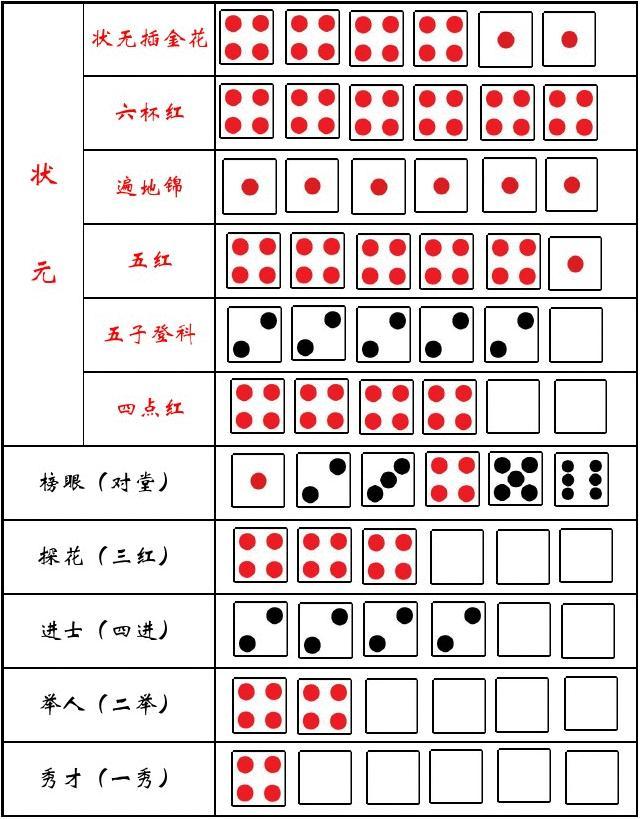 状元
状元插金花
六杯红
遍地锦
五红
五子登科
四点红
榜眼（对堂）
探花（三红）
进士（四进）
举人（二举）
秀才（一秀）